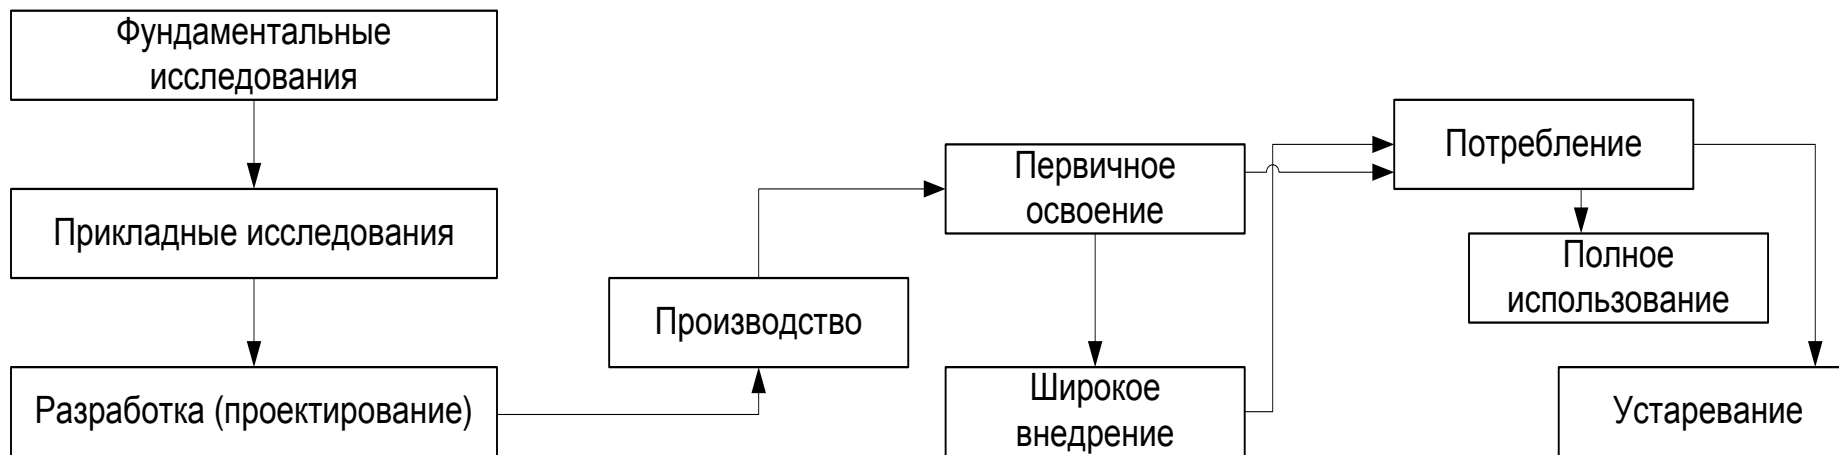 Фундаментальные
исследования
Прикладные исследования
Разработка (проектирование)
Производство
Первичное
освоение
Широкое
внедрение
Потребление
Полное
использование
Устаревание